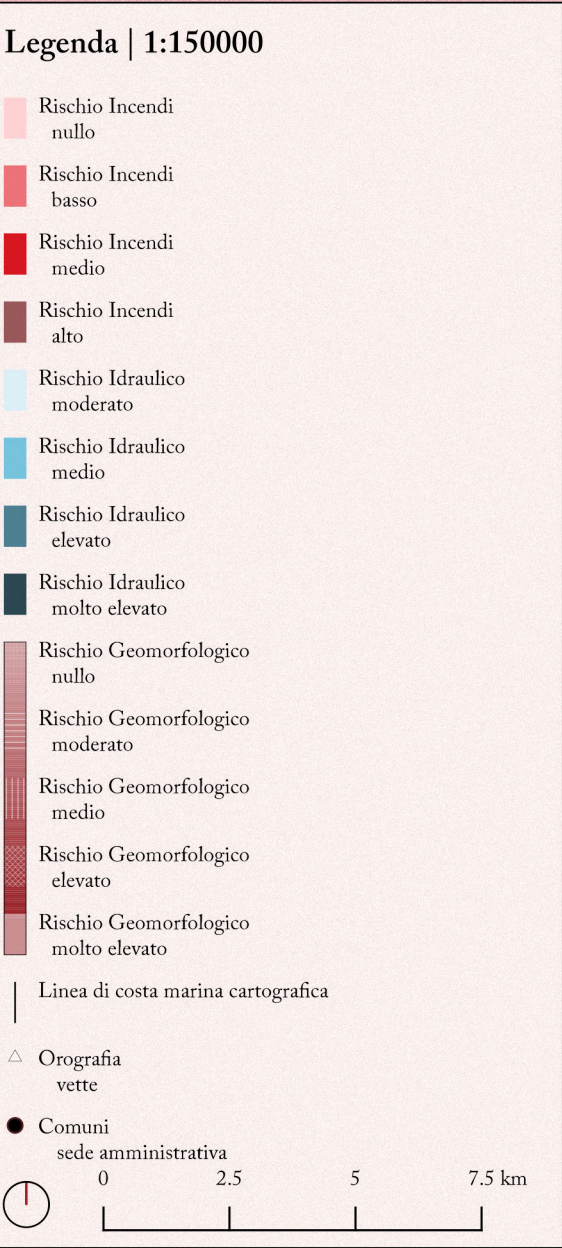 Legenda | 1:150000
Rischio Incendi
nullo
Rischio Incendi
basso
Rischio Incendi
medio
Rischio Incendi
alto
Rischio Idraulico
moderato
Rischio Idraulico
medio
Rischio Idraulico
elevato
Rischio Idraulico
molto elevato
Rischio Geomorfologico
nullo
Rischio Geomorfologico
moderato
Rischio Geomorfologico
medio
Rischio Geomorfologico
elevato
Rischio Geomorfologico
molto elevato
Linea di costa marina cartografica
Orografia
vette
Comuni
sede amministrativa
0 2.5 5 7.5 km